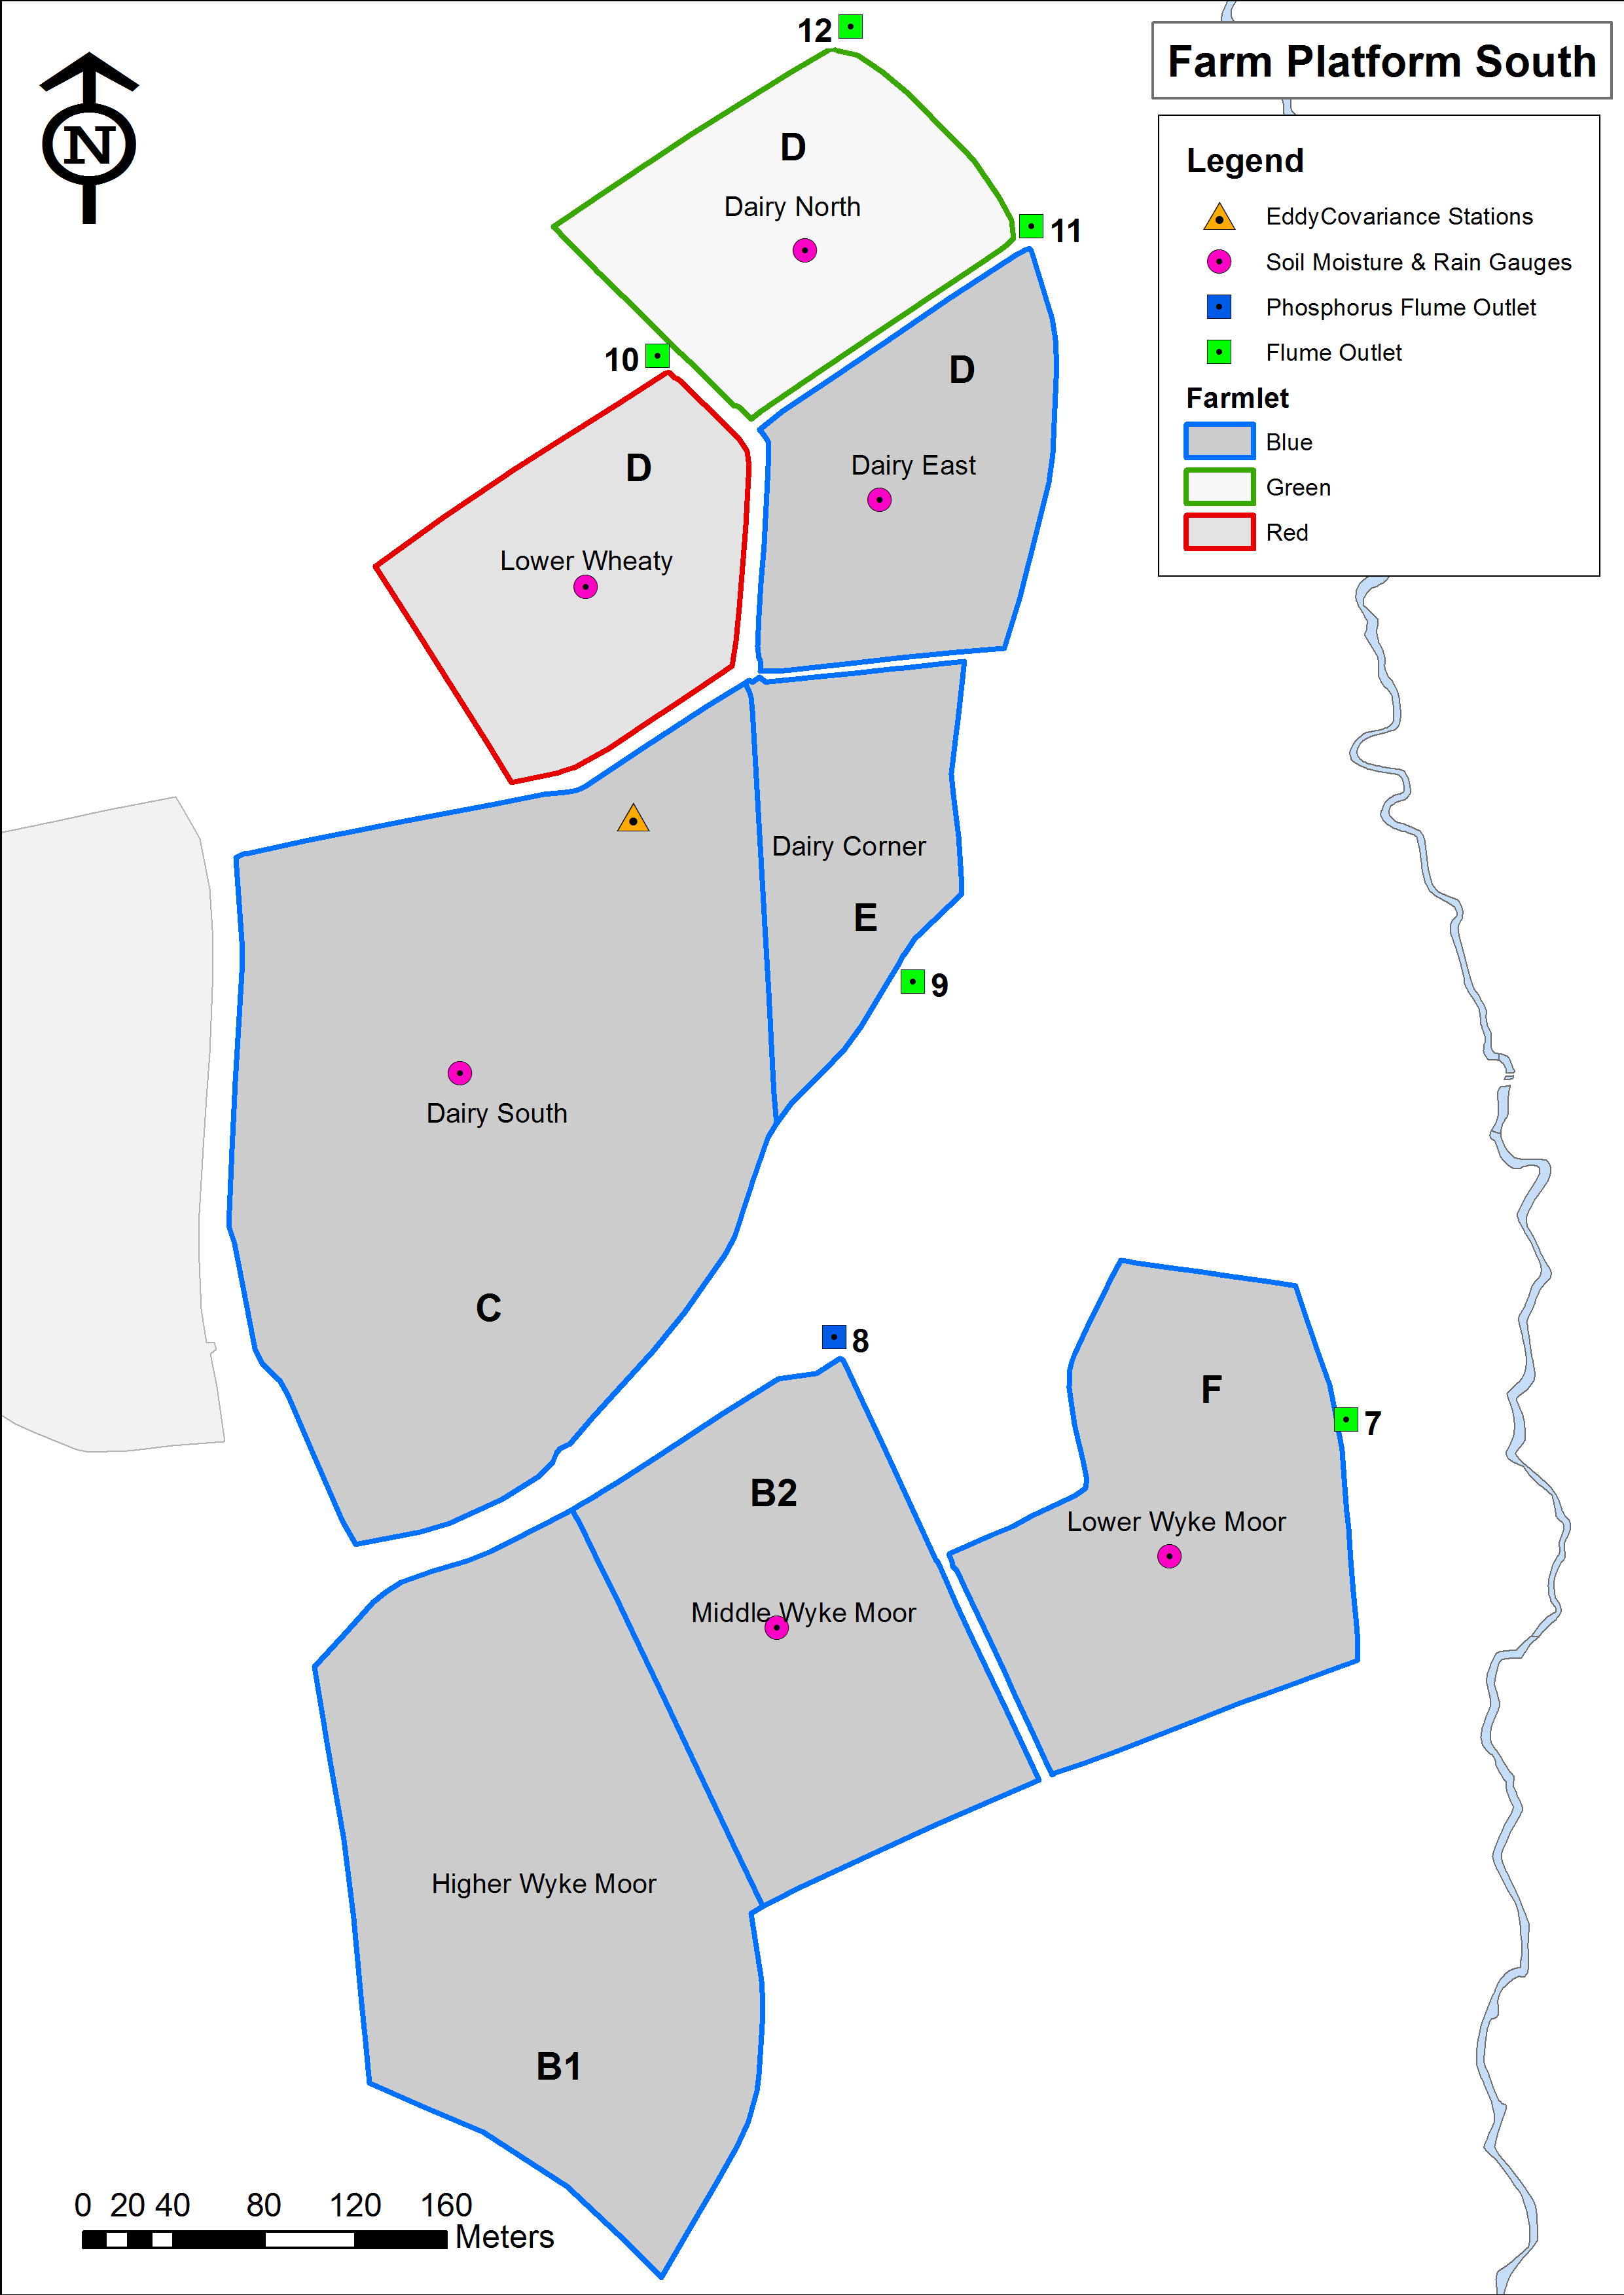 Farm Platform South
N
Legend
EddyCovariance Stations
Soil Moisture & Rain Gauges
Phosphorus Flume Outlet
Flume Outlet
Farmlet
Blue
Green
Red
12
D
Dairy North
11
10
D
Dairy East
D
Lower Wheaty
Dairy Corner
E
9
Dairy South
C
8
F
7
B2
Lower Wyke Moor
Middle Wyke Moor
Higher Wyke Moor
B1
0 20 40 80 120 160
Meters